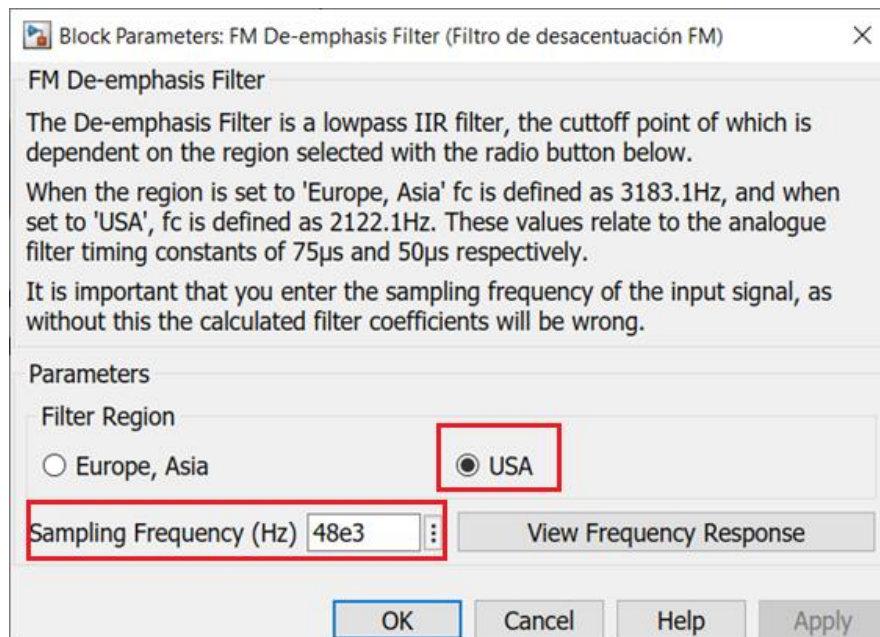 Block Parameters: FM De-emphasis Filter (Filtro de desacentuación FM)
FM De-emphasis Filter
The De-emphasis Filter is a lowpass IIR filter, the cuttoff point of which is
dependent on the region selected with the radio button below.
When the region is set to 'Europe, Asia' fc is defined as 3183.1Hz, and when
set to 'USA', fc is defined as 2122.1Hz. These values relate to the analogue
filter timing constants of 75µs and 50µs respectively.
It is important that you enter the sampling frequency of the input signal, as
without this the calculated filter coefficients will be wrong.
Parameters
Filter Region
Europe, Asia USA
Sampling Frequency (Hz) 48e3 View Frequency Response
OK Cancel Help Apply